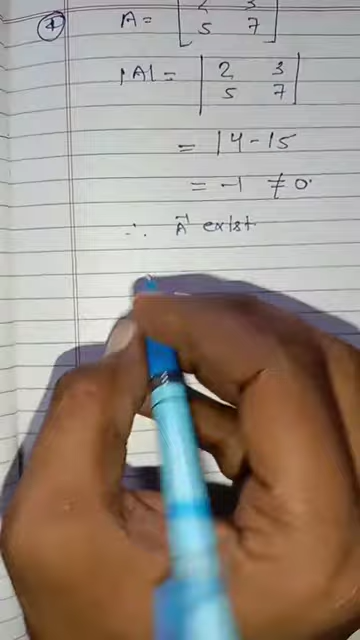 ④ A = [2 3
5 7]
|A| = |2 3
5 7|
= 14 - 15
= -1 ≠ 0.
∴ A⁻¹ exist